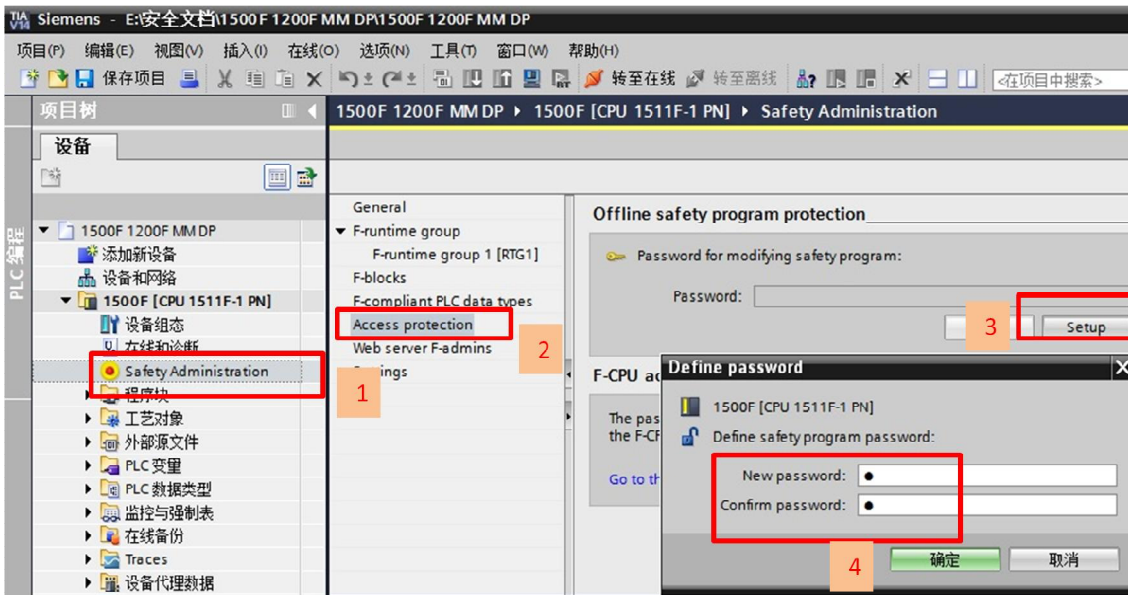 TIA V14 Siemens - E:\安全文档\1500F 1200F MM DP\1500F 1200F MM DP
项目(P) 编辑(E) 视图(V) 插入(I) 在线(O) 选项(N) 工具(T) 窗口(W) 帮助(H)
保存项目 转至在线 转至离线 <在项目中搜索>
项目树
1500F 1200F MM DP 1500F [CPU 1511F-1 PN] Safety Administration
设备
PLC 编程
1500F 1200F MM DP
添加新设备
设备和网络
1500F [CPU 1511F-1 PN]
设备组态
在线和诊断
Safety Administration
程序块
工艺对象
外部源文件
PLC 变量
PLC 数据类型
监控与强制表
在线备份
Traces
设备代理数据
General
F-runtime group
F-runtime group 1 [RTG1]
F-blocks
F-compliant PLC data types
Access protection
Web server F-admins
1
2
Offline safety program protection
Password for modifying safety program:
Password:
3
Setup
F-CPU
The pas
the F-CP
Go to th
Define password X
1500F [CPU 1511F-1 PN]
Define safety program password:
New password: ●
Confirm password: ●
4
确定 取消